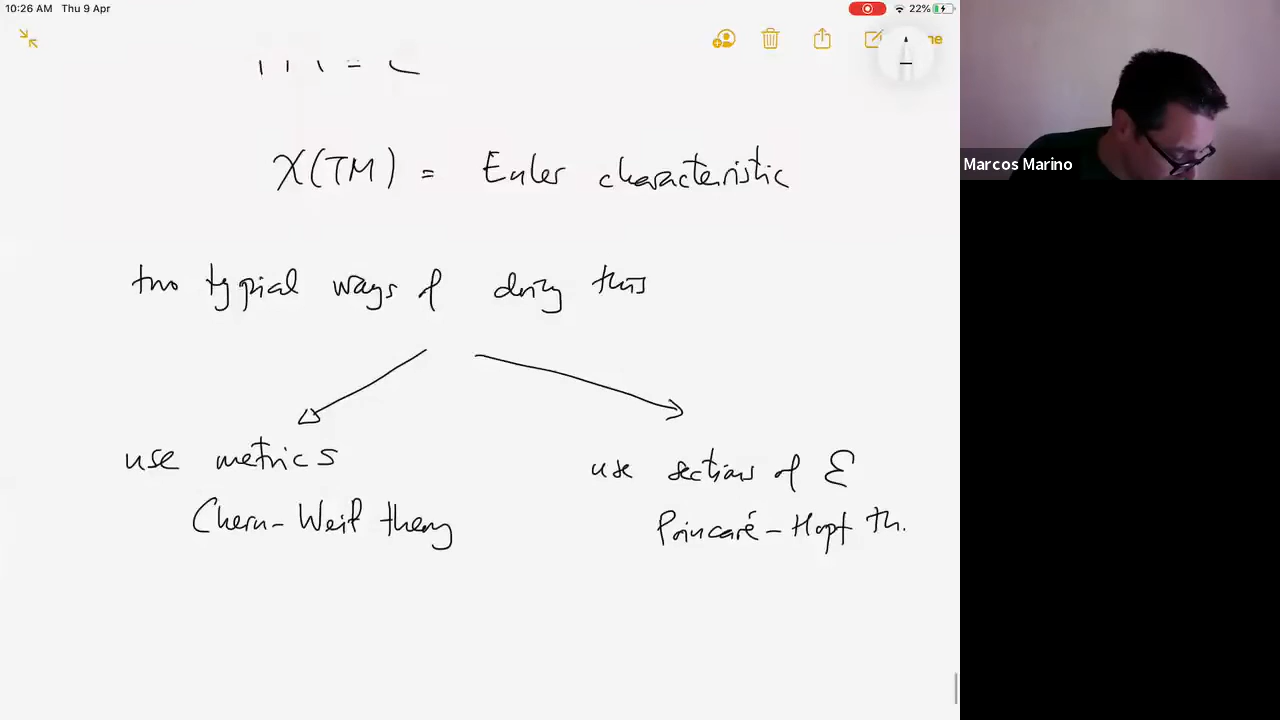 10:26 AM Thu 9 Apr
22%
χ(TM) = Euler characteristic
two typical ways of doing this
use metrics
Chern-Weil theory
use sections of E
Poincaré-Hopf th.
Marcos Marino